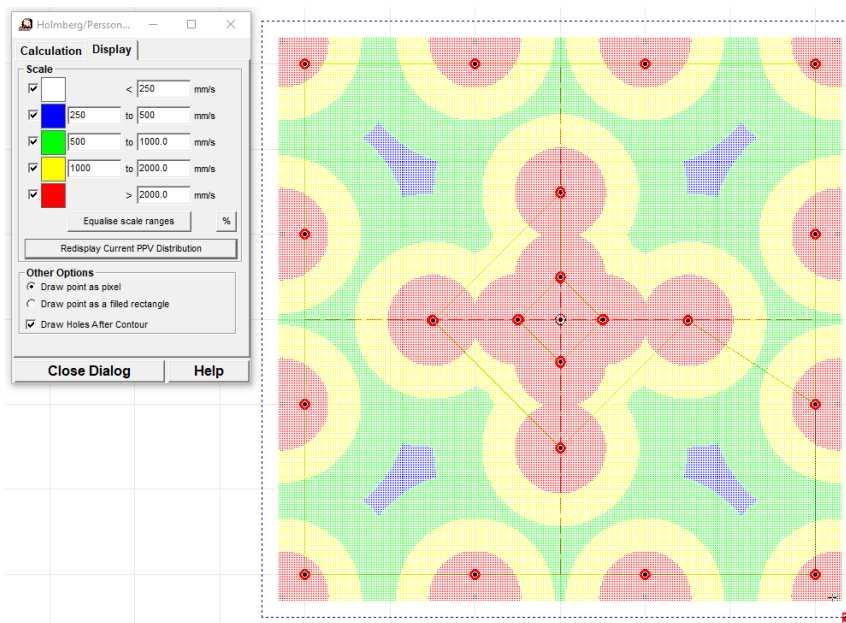 Holmberg/Persson...
Calculation Display
Scale
< 250 mm/s
250 to 500 mm/s
500 to 1000.0 mm/s
1000 to 2000.0 mm/s
> 2000.0 mm/s
Equalise scale ranges %
Redisplay Current PPV Distribution
Other Options
Draw point as pixel
Draw point as a filled rectangle
Draw Holes After Contour
Close Dialog Help